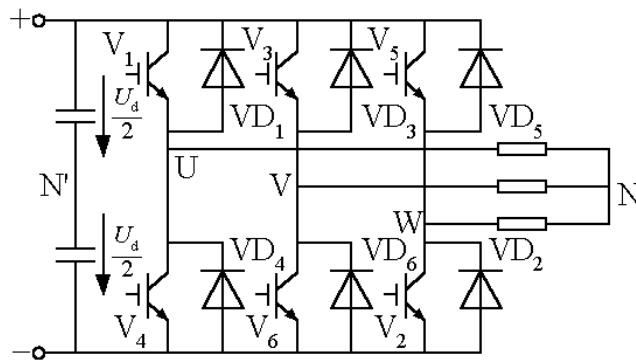 +
V1 V3 V5
Ud/2 VD1 VD3 VD5
U
N' V N
W
Ud/2 VD4 VD6 VD2
V4 V6 V2
−